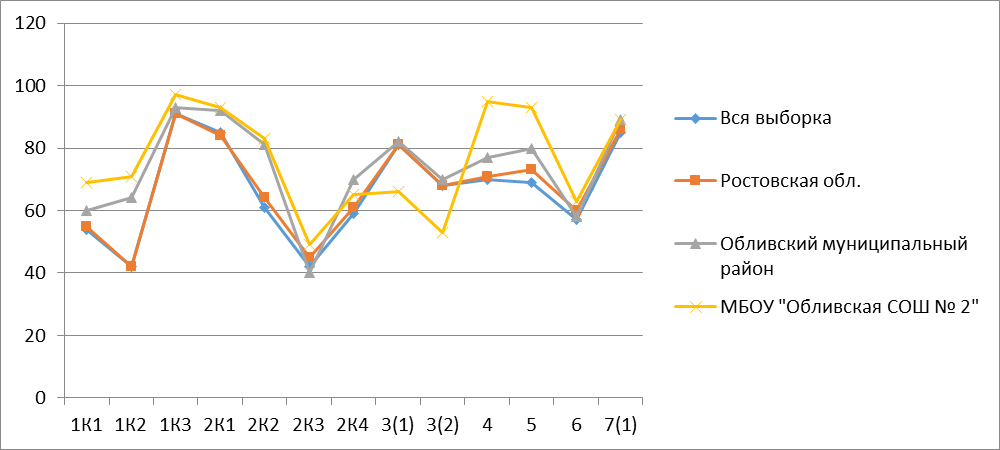 120
100
80
60
40
20
0
1К1 1К2 1К3 2К1 2К2 2К3 2К4 3(1) 3(2) 4 5 6 7(1)
Вся выборка
Ростовская обл.
Обливский муниципальный
район
МБОУ "Обливская СОШ № 2"